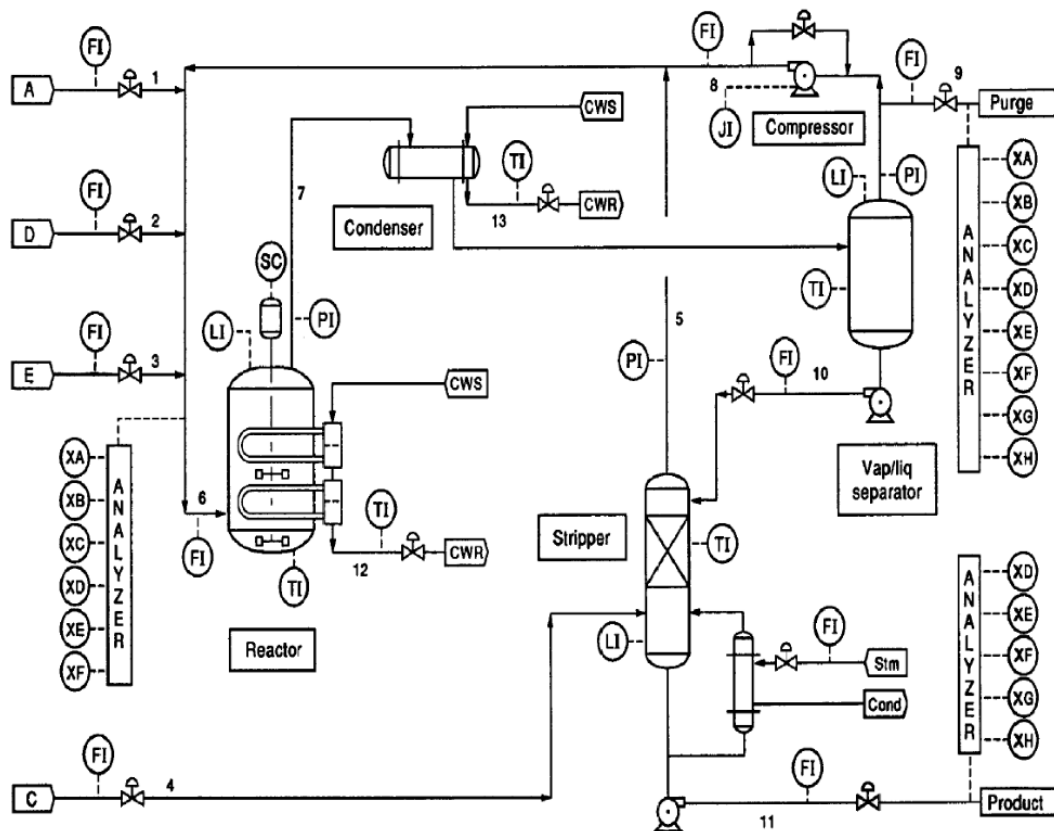 FI
8
FI
9
FI
A
1
JI
Compressor
Purge
CWS
TI
LI
PI
XA
XB
XC
XD
XE
XF
XG
XH
ANALYZER
7
CWR
13
Condenser
FI
D
2
SC
LI
PI
TI
5
FI
E
3
PI
FI
10
CWS
Vap/liq
separator
XA
XB
XC
XD
XE
XF
ANALYZER
6
FI
TI
TI
12
CWR
Reactor
Stripper
TI
LI
FI
Stm
Cond
XD
XE
XF
XG
XH
ANALYZER
FI
C
4
FI
11
Product